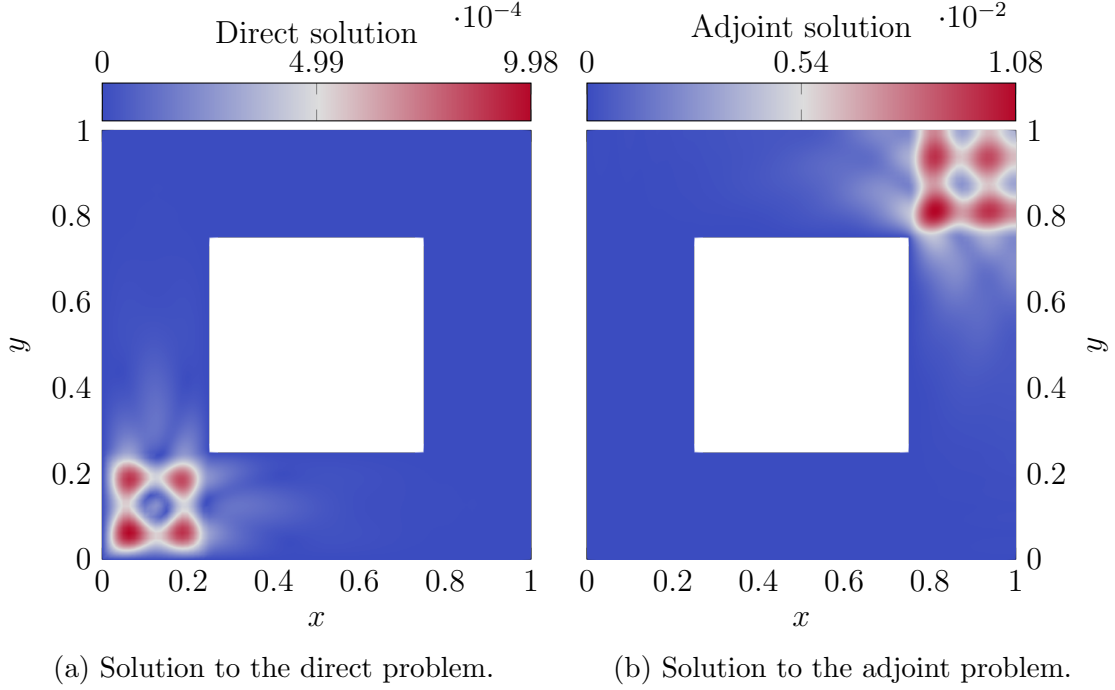 Direct solution ·10⁻⁴
0 4.99 9.98
Adjoint solution ·10⁻²
0 0.54 1.08
1
0.8
0.6
0.4
0.2
0
y
0 0.2 0.4 0.6 0.8 1
x
0 0.2 0.4 0.6 0.8 1
x
1
0.8
0.6
0.4
0.2
0
y
(a) Solution to the direct problem.
(b) Solution to the adjoint problem.